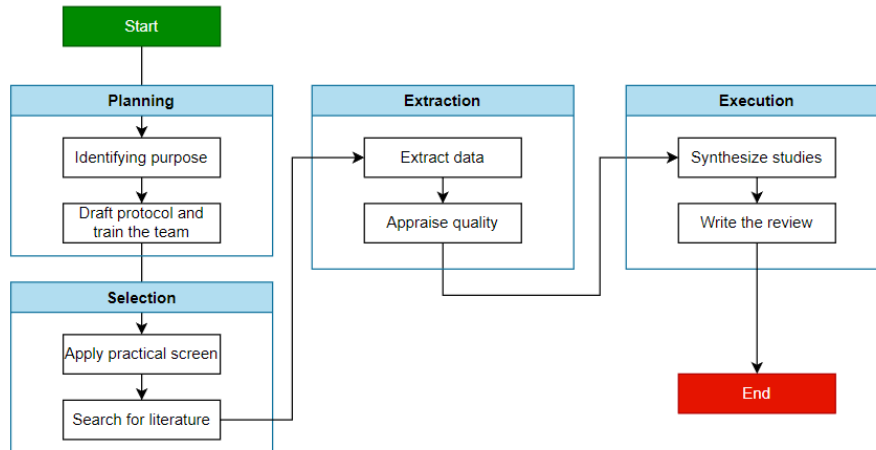 Start
Planning
Identifying purpose
Draft protocol and
train the team
Selection
Apply practical screen
Search for literature
Extraction
Extract data
Appraise quality
Execution
Synthesize studies
Write the review
End